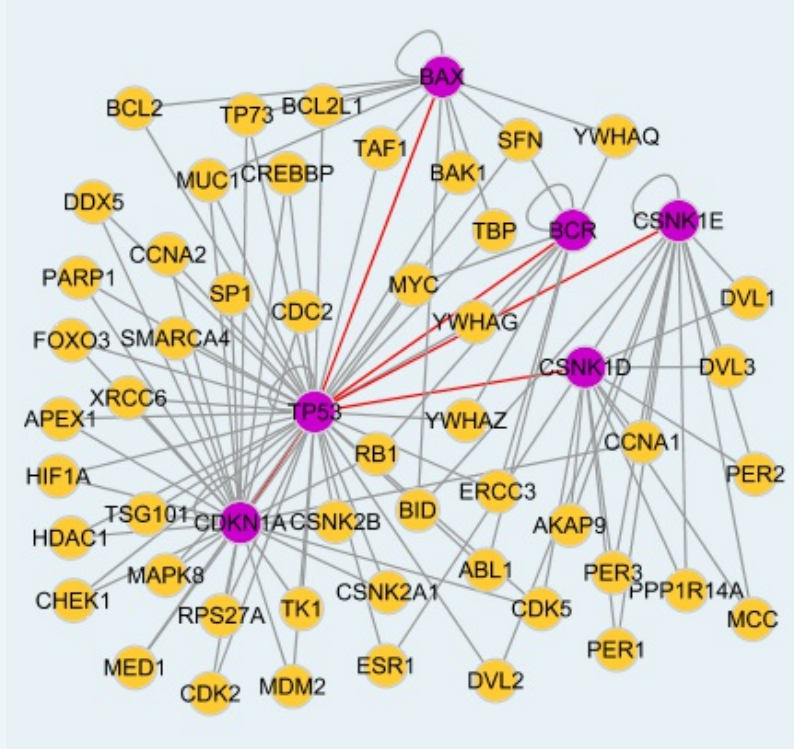 BAX
BCL2
TP73
BCL2L1
TAF1
SFN
YWHAQ
MUC1
CREBBP
BAK1
DDX5
TBP
BCR
CSNK1E
CCNA2
PARP1
SP1
MYC
DVL1
CDC2
YWHAG
FOXO3
SMARCA4
CSNK1D
DVL3
XRCC6
APEX1
TP53
YWHAZ
RB1
CCNA1
HIF1A
PER2
ERCC3
TSG101
CDKN1A
CSNK2B
BID
AKAP9
HDAC1
MAPK8
ABL1
PER3
CHEK1
CSNK2A1
PPP1R14A
RPS27A
TK1
CDK5
MCC
PER1
MED1
ESR1
CDK2
MDM2
DVL2